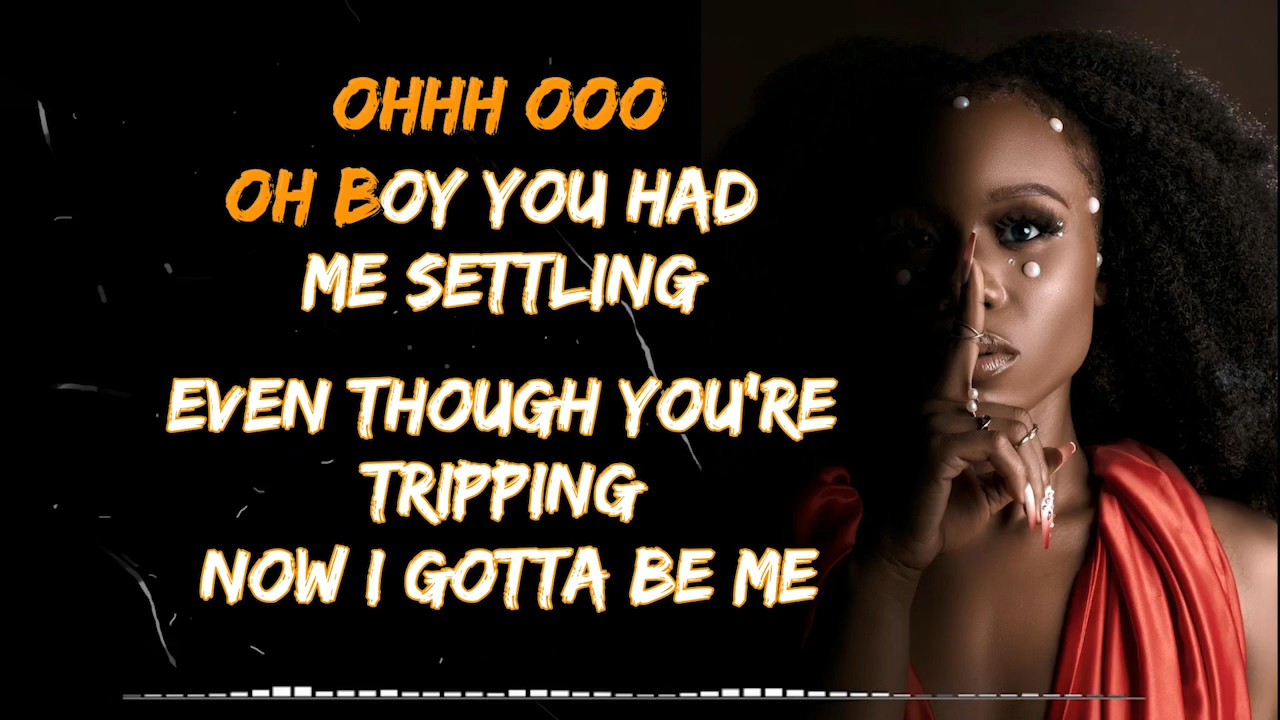 OHHH OOO
OH BOY YOU HAD
ME SETTLING
EVEN THOUGH YOU'RE
TRIPPING
NOW I GOTTA BE ME